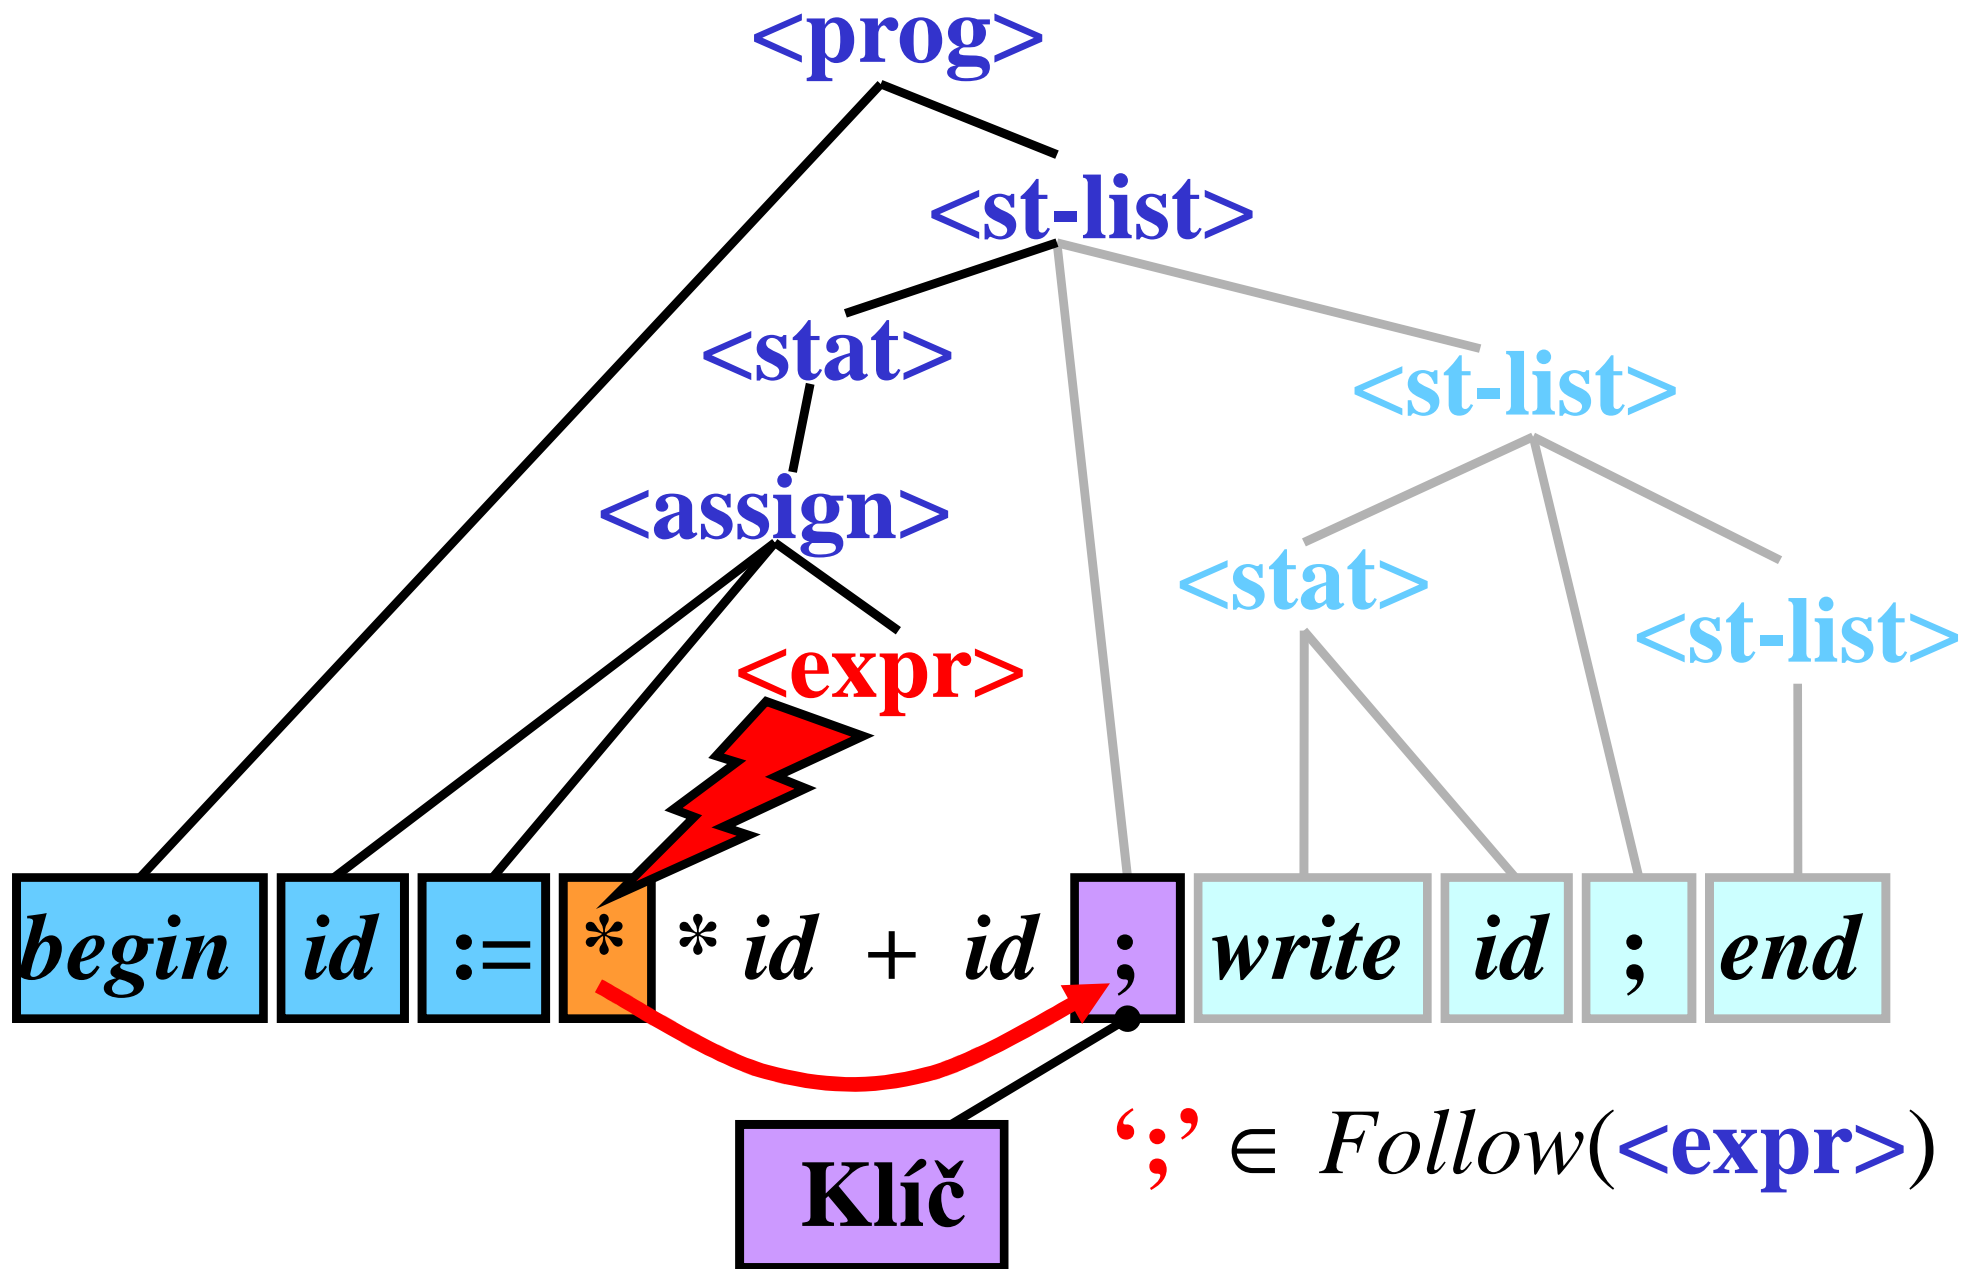 <prog>
<st-list>
<stat>
<st-list>
<assign>
<stat>
<st-list>
<expr>
begin id := * * id + id ; write id ; end
‘;’ ∈ Follow(<expr>)
Klíč